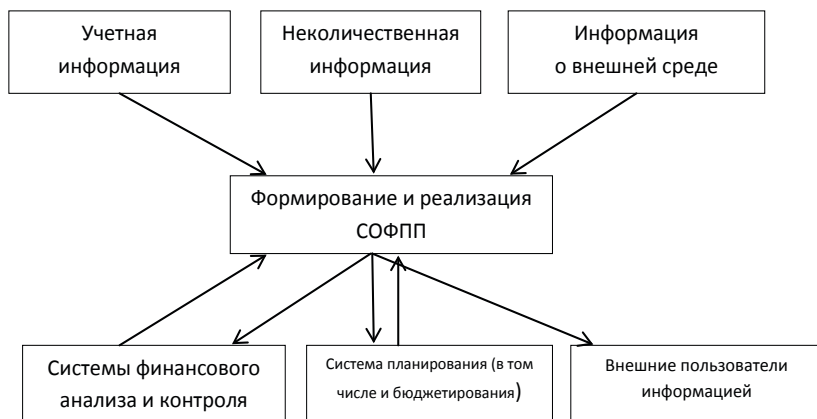 Учетная
информация
Неколичественная
информация
Информация
о внешней среде
Формирование и реализация
СОФПП
Системы финансового
анализа и контроля
Система планирования (в том
числе и бюджетирования)
Внешние пользователи
информацией